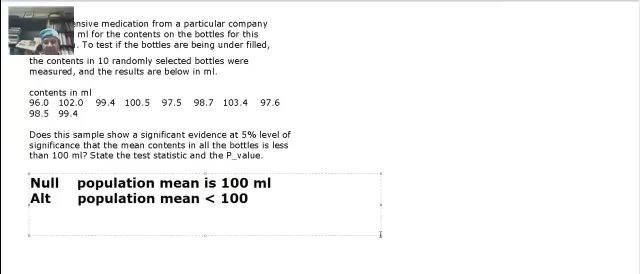 ensive medication from a particular company
ml for the contents on the bottles for this
. To test if the bottles are being under filled,
the contents in 10 randomly selected bottles were
measured, and the results are below in ml.
contents in ml
96.0 102.0 99.4 100.5 97.5 98.7 103.4 97.6
98.5 99.4
Does this sample show a significant evidence at 5% level of
significance that the mean contents in all the bottles is less
than 100 ml? State the test statistic and the P_value.
Null population mean is 100 ml
Alt population mean < 100